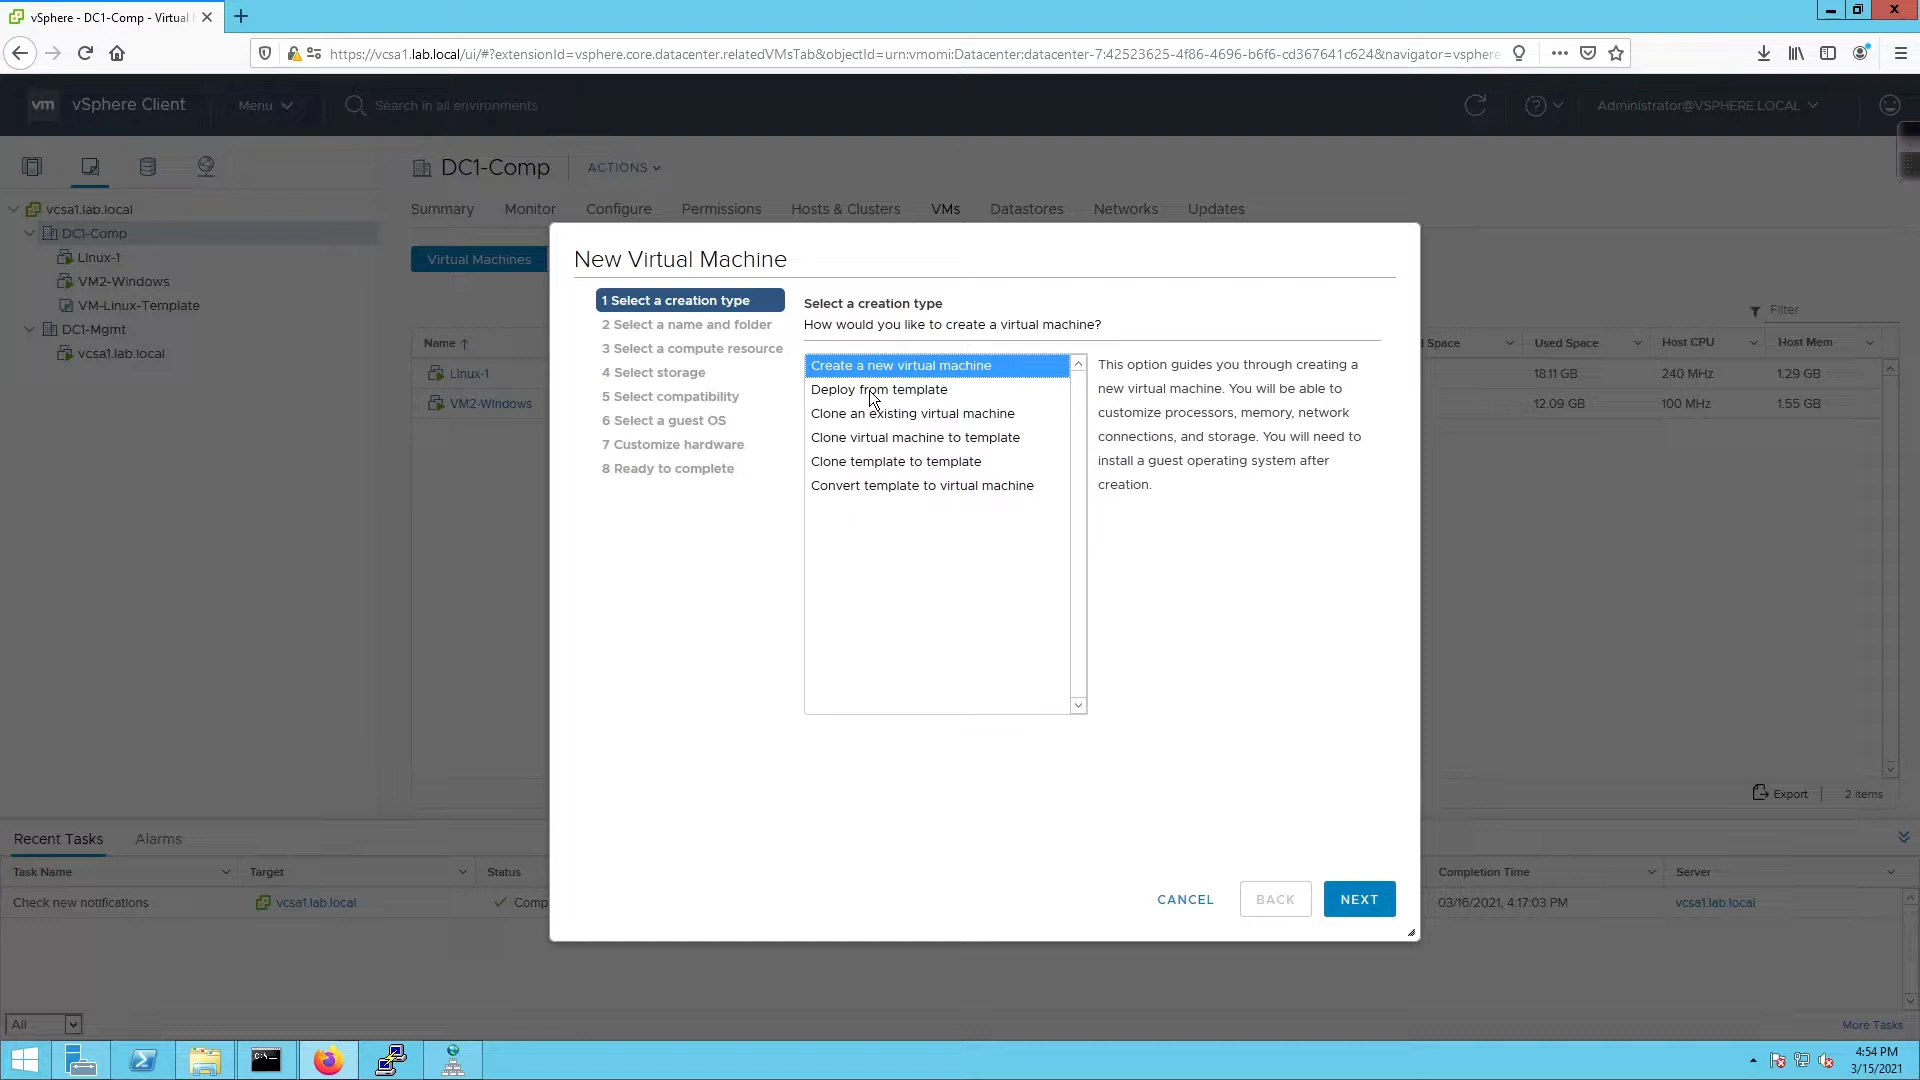 vSphere - DC1-Comp - Virtual
https://vcsa1.lab.local/ui/#?extensionId=vsphere.core.datacenter.relatedVMsTab&objectId=urn:vmomi:Datacenter:datacenter-7:42523625-4f86-4696-b6f6-cd367641c624&navigator=vsphere
vm vSphere Client Menu Search in all environments Administrator@VSPHERE.LOCAL
DC1-Comp ACTIONS
Summary Monitor Configure Permissions Hosts & Clusters VMs Datastores Networks Updates
vcsa1.lab.local
DC1-Comp
LInux-1
VM2-Windows
VM-Linux-Template
DC1-Mgmt
vcsa1.lab.local
Virtual Machines
Filter
Name Space Used Space Host CPU Host Mem
LInux-1 18.11 GB 240 MHz 1.29 GB
VM2-Windows 12.09 GB 100 MHz 1.55 GB
Export 2 items
New Virtual Machine
1 Select a creation type
2 Select a name and folder
3 Select a compute resource
4 Select storage
5 Select compatibility
6 Select a guest OS
7 Customize hardware
8 Ready to complete
Select a creation type
How would you like to create a virtual machine?
Create a new virtual machine
Deploy from template
Clone an existing virtual machine
Clone virtual machine to template
Clone template to template
Convert template to virtual machine
This option guides you through creating a
new virtual machine. You will be able to
customize processors, memory, network
connections, and storage. You will need to
install a guest operating system after
creation.
CANCEL BACK NEXT
Recent Tasks Alarms
Task Name Target Status Completion Time Server
Check new notifications vcsa1.lab.local Comp 03/16/2021, 4:17:03 PM vcsa1.lab.local
All
More Tasks
C:\_
4:54 PM
3/15/2021